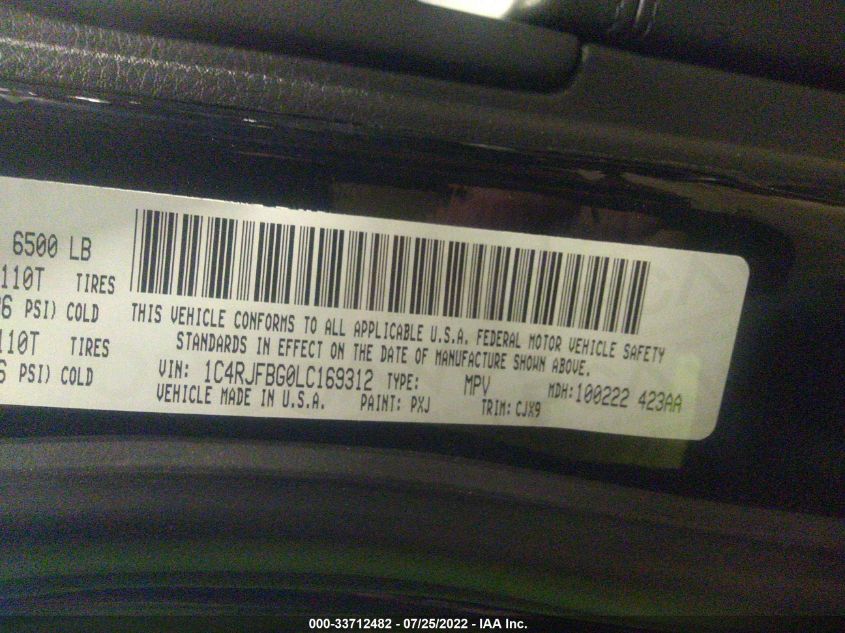 6500 LB
110T TIRES
6 PSI) COLD
110T TIRES
PSI) COLD
THIS VEHICLE CONFORMS TO ALL APPLICABLE U.S.A. FEDERAL MOTOR VEHICLE SAFETY
STANDARDS IN EFFECT ON THE DATE OF MANUFACTURE SHOWN ABOVE.
VIN: 1C4RJFBG0LC169312 TYPE: MPV MDH: 100222 423AA
VEHICLE MADE IN U.S.A. PAINT: PXJ TRIM: CJX9
000-33712482 - 07/25/2022 - IAA Inc.